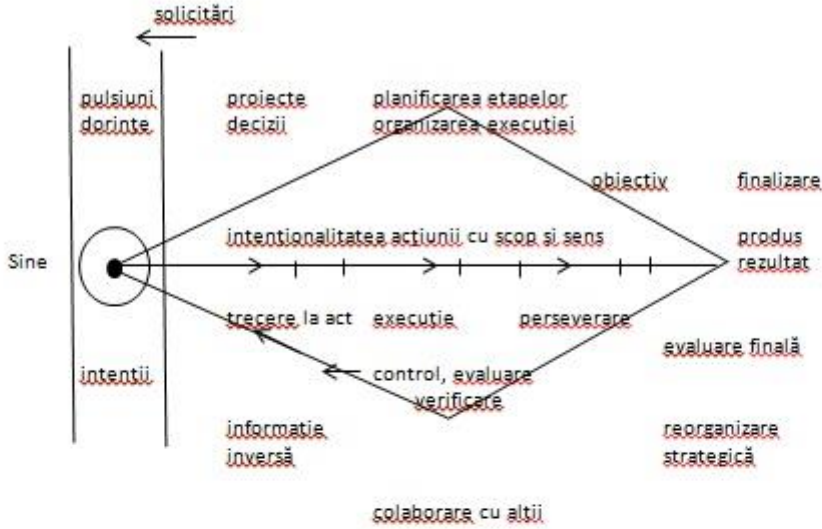 solicitări
pulsiuni
dorințe
proiecte
decizii
planificarea etapelor
organizarea execuției
obiectiv
finalizare
intenționalitatea acțiunii cu scop și sens
produs
rezultat
Sine
trecere la act
execuție
perseverare
evaluare finală
intenții
control, evaluare
verificare
informație
inversă
reorganizare
strategică
colaborare cu alții